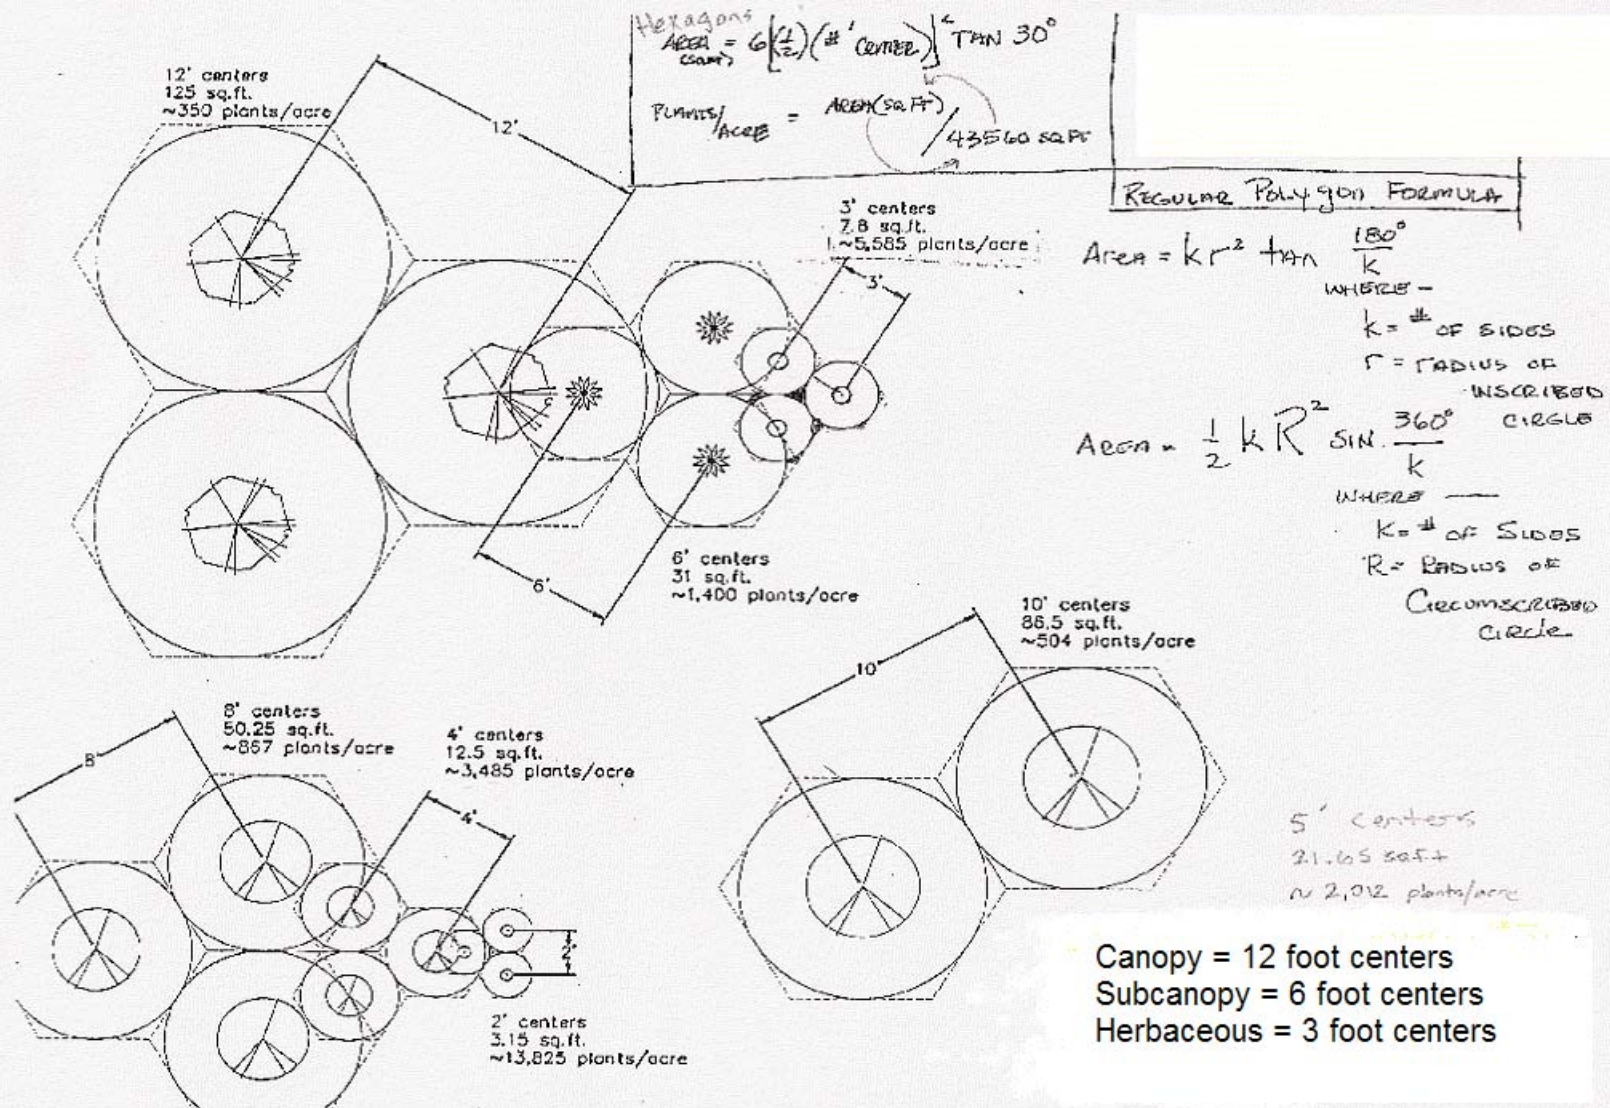 Hexagons
AREA = 6[(1/2)(#' CENTER)]² TAN 30°
(SQFT)
PLANTS/ACRE = AREA(SQ FT)/43560 SQ FT
12' centers
125 sq.ft.
~350 plants/acre
12'
REGULAR POLYGON FORMULA
3' centers
7.8 sq.ft.
~5,585 plants/acre
3'
AREA = kr² tan 180°/k
WHERE -
k = # OF SIDES
r = RADIUS OF
INSCRIBED
CIRCLE
AREA = 1/2 k R² SIN. 360°/k
WHERE —
K = # OF SIDES
R = RADIUS OF
CIRCUMSCRIBED
CIRCLE
6' centers
31 sq.ft.
~1,400 plants/acre
6'
10' centers
86.5 sq.ft.
~504 plants/acre
10'
8' centers
50.25 sq.ft.
~867 plants/acre
8'
4' centers
12.5 sq.ft.
~3,485 plants/acre
4'
5' centers
21.65 sq.ft
~ 2,012 plants/acre
2'
2' centers
3.15 sq.ft.
~13,825 plants/acre
Canopy = 12 foot centers
Subcanopy = 6 foot centers
Herbaceous = 3 foot centers